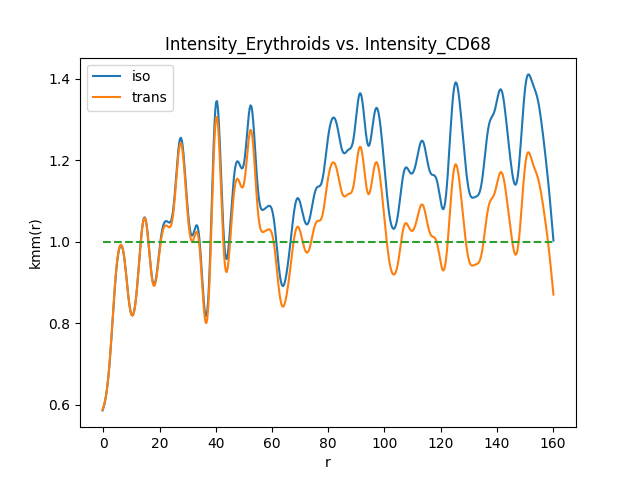 Intensity_Erythroids vs. Intensity_CD68
iso
trans
1.4
1.2
1.0
0.8
0.6
kmm(r)
0 20 40 60 80 100 120 140 160
r